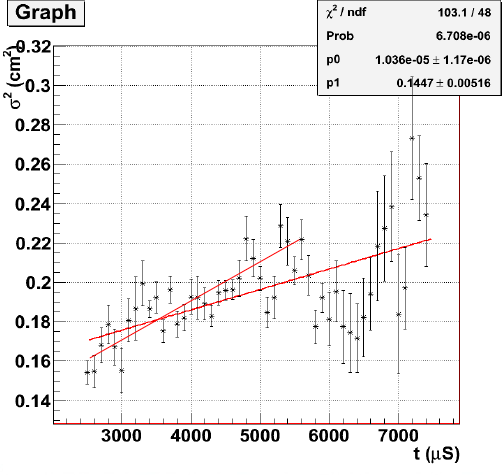 Graph
χ² / ndf 103.1 / 48
Prob 6.708e-06
p0 1.036e-05 ± 1.17e-06
p1 0.1447 ± 0.00516
σ² (cm²)
0.32
0.3
0.28
0.26
0.24
0.22
0.2
0.18
0.16
0.14
3000 4000 5000 6000 7000
t (μS)